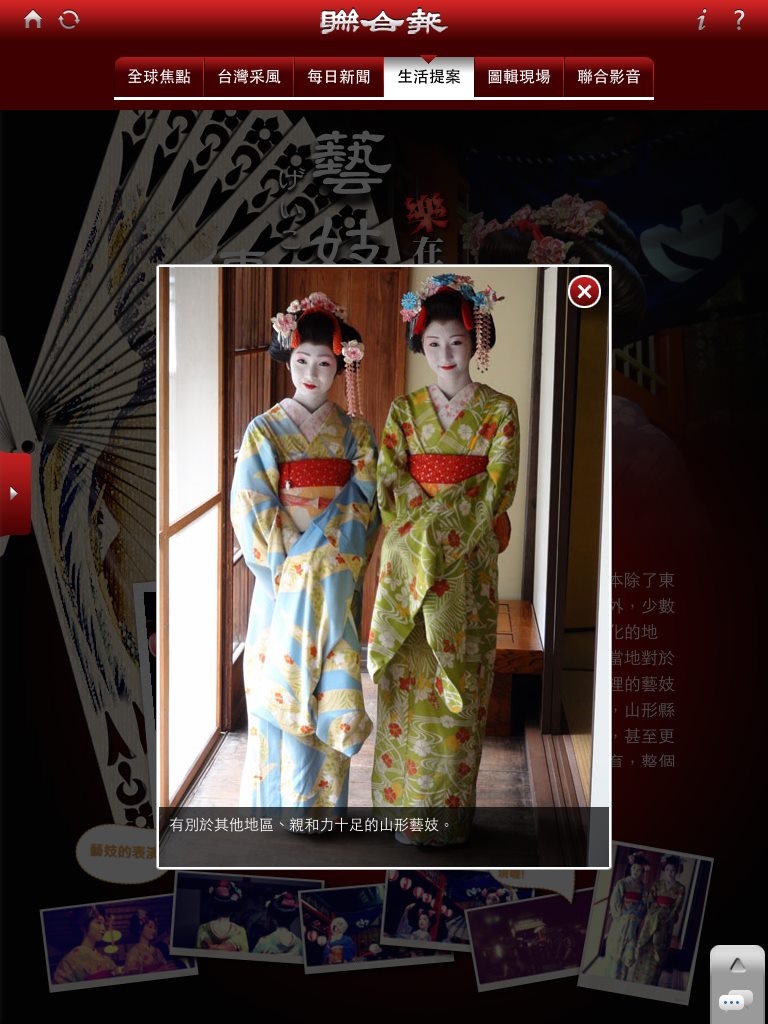 聯合報
全球焦點
台灣采風
每日新聞
生活提案
圖輯現場
聯合影音
藝妓
げいこ
樂在
有別於其他地區、親和力十足的山形藝妓。
本除了東
外，少數
化的地
當地對於
裡的藝妓
，山形縣
，甚至更
育，整個
藝妓的表演